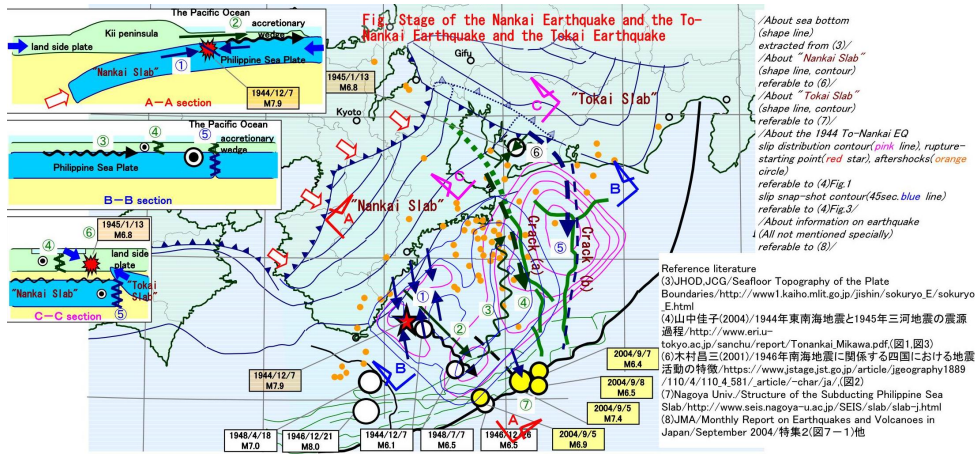 Fig. Stage of the Nankai Earthquake and the To-
Nankai Earthquake and the Tokai Earthquake
The Pacific Ocean
Kii peninsula
②
accretionary
wedge
land side plate
Philippine Sea Plate
"Nankai Slab"
①
1944/12/7
M7.9
A-A section
The Pacific Ocean
③
④
⑤
accretionary
wedge
Philippine Sea Plate
B-B section
1945/1/13
M6.8
⑥
④
land side
plate
"Nankai Slab"
"Tokai
Slab"
C-C section
⑤
1945/1/13
M6.8
Gifu
Kyoto
"Tokai Slab"
C
⑥
C
B
"Nankai Slab"
A
Crack (a)
Crack (b)
⑤
①
③
④
②
B
⑦
A
1944/12/7
M7.9
2004/9/7
M6.4
2004/9/8
M6.5
2004/9/5
M7.4
1948/4/18
M7.0
1946/12/21
M8.0
1944/12/7
M6.1
1948/7/7
M6.5
1946/12/26
M6.5
2004/9/5
M6.9
/About sea bottom
(shape line)
extracted from (3)/
/About "Nankai Slab"
(shape line, contour)
referable to (6)/
/About "Tokai Slab"
(shape line, contour)
referable to (7)/
/About the 1944 To-Nankai EQ
slip distribution contour(pink line), rupture-
starting point(red star), aftershocks(orange
circle)
referable to (4)Fig.1
slip snap-shot contour(45sec.blue line)
referable to (4)Fig.3/
/About information on earthquake
(All not mentioned specially)
referable to (8)/
Reference literature
(3)JHOD,JCG/Seafloor Topography of the Plate
Boundaries/http://www1.kaiho.mlit.go.jp/jishin/sokuryo_E/sokuryo
_E.html
(4)山中佳子(2004)/1944年東南海地震と1945年三河地震の震源
過程/http://www.eri.u-
tokyo.ac.jp/sanchu/report/Tonankai_Mikawa.pdf,(図1,図3)
(6)木村昌三(2001)/1946年南海地震に関係する四国における地震
活動の特徴/https://www.jstage.jst.go.jp/article/jgeography1889
/110/4/110_4_581/_article/-char/ja/,(図2)
(7)Nagoya Univ./Structure of the Subducting Philippine Sea
Slab/http://www.seis.nagoya-u.ac.jp/SEIS/slab/slab-j.html
(8)JMA/Monthly Report on Earthquakes and Volcanoes in
Japan/September 2004/特集2(図7-1)他